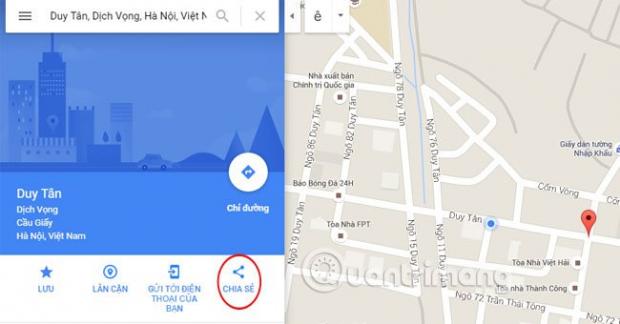 Duy Tân, Dịch Vọng, Hà Nội, Việt N
ê
Duy Tân
Dịch Vọng
Cầu Giấy
Hà Nội, Việt Nam
Chỉ đường
LƯU
LÂN CẬN
GỬI TỚI ĐIỆN
THOẠI CỦA
BẠN
CHIA SẺ
Nhà xuất bản
Chính trị Quốc gia
Ngõ 78 Duy Tân
Ngõ 86 Duy Tân
Ngõ 82 Duy Tân
Ngõ 76 Duy Tân
Giấy dán tường
Nhập Khẩu
Cốm Vòng
Báo Bóng Đá 24H
Duy Tân
Tòa Nhà FPT
Ngõ 19 Duy Tân
Ngõ 15 Duy Tân
Ngõ 11 Duy Tân
Tòa nhà Việt Hải
Tòa nhà Thành Công
Ngõ 72 Trần Thái Tông
Ngõ 72
Quantrimang